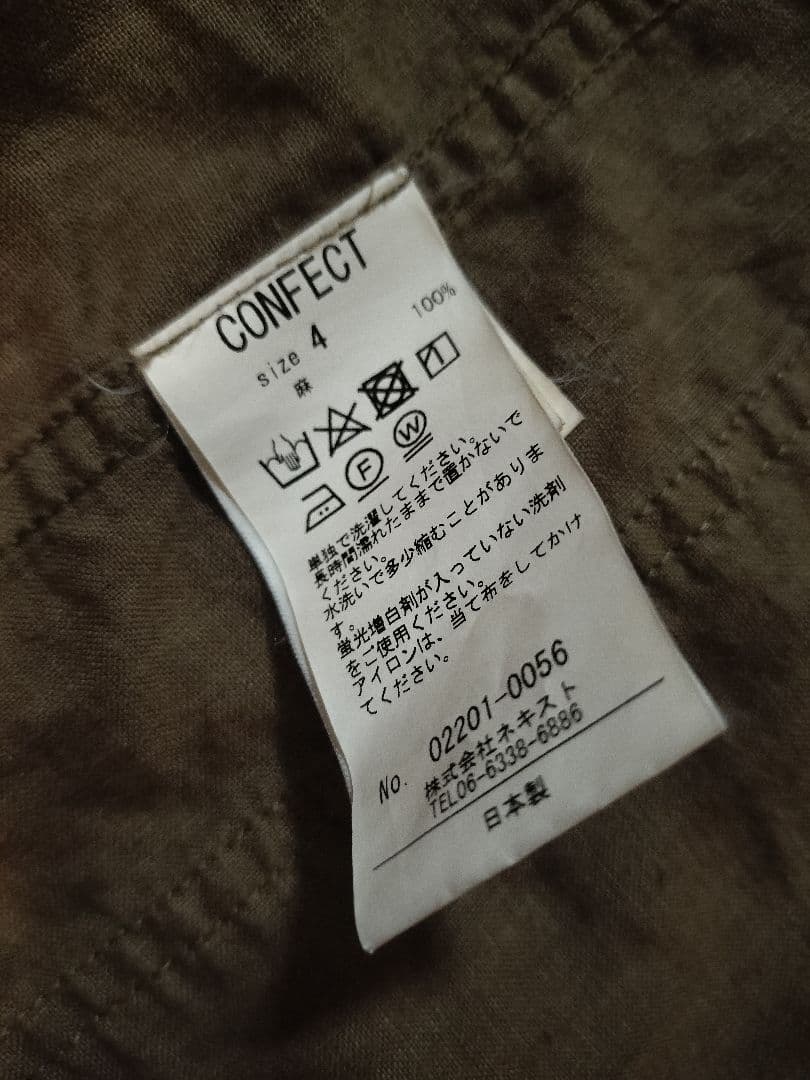 CONFECT
size 4
麻 100%
F W
単独で洗濯してください。
長時間濡れたままで置かないで
ください。
水洗いで多少縮むことがありま
す。
蛍光増白剤が入っていない洗剤
をご使用ください。
アイロンは、当て布をしてかけ
てください。
No. 02201-0056
株式会社ネキスト
TEL06-6338-6886
日本製